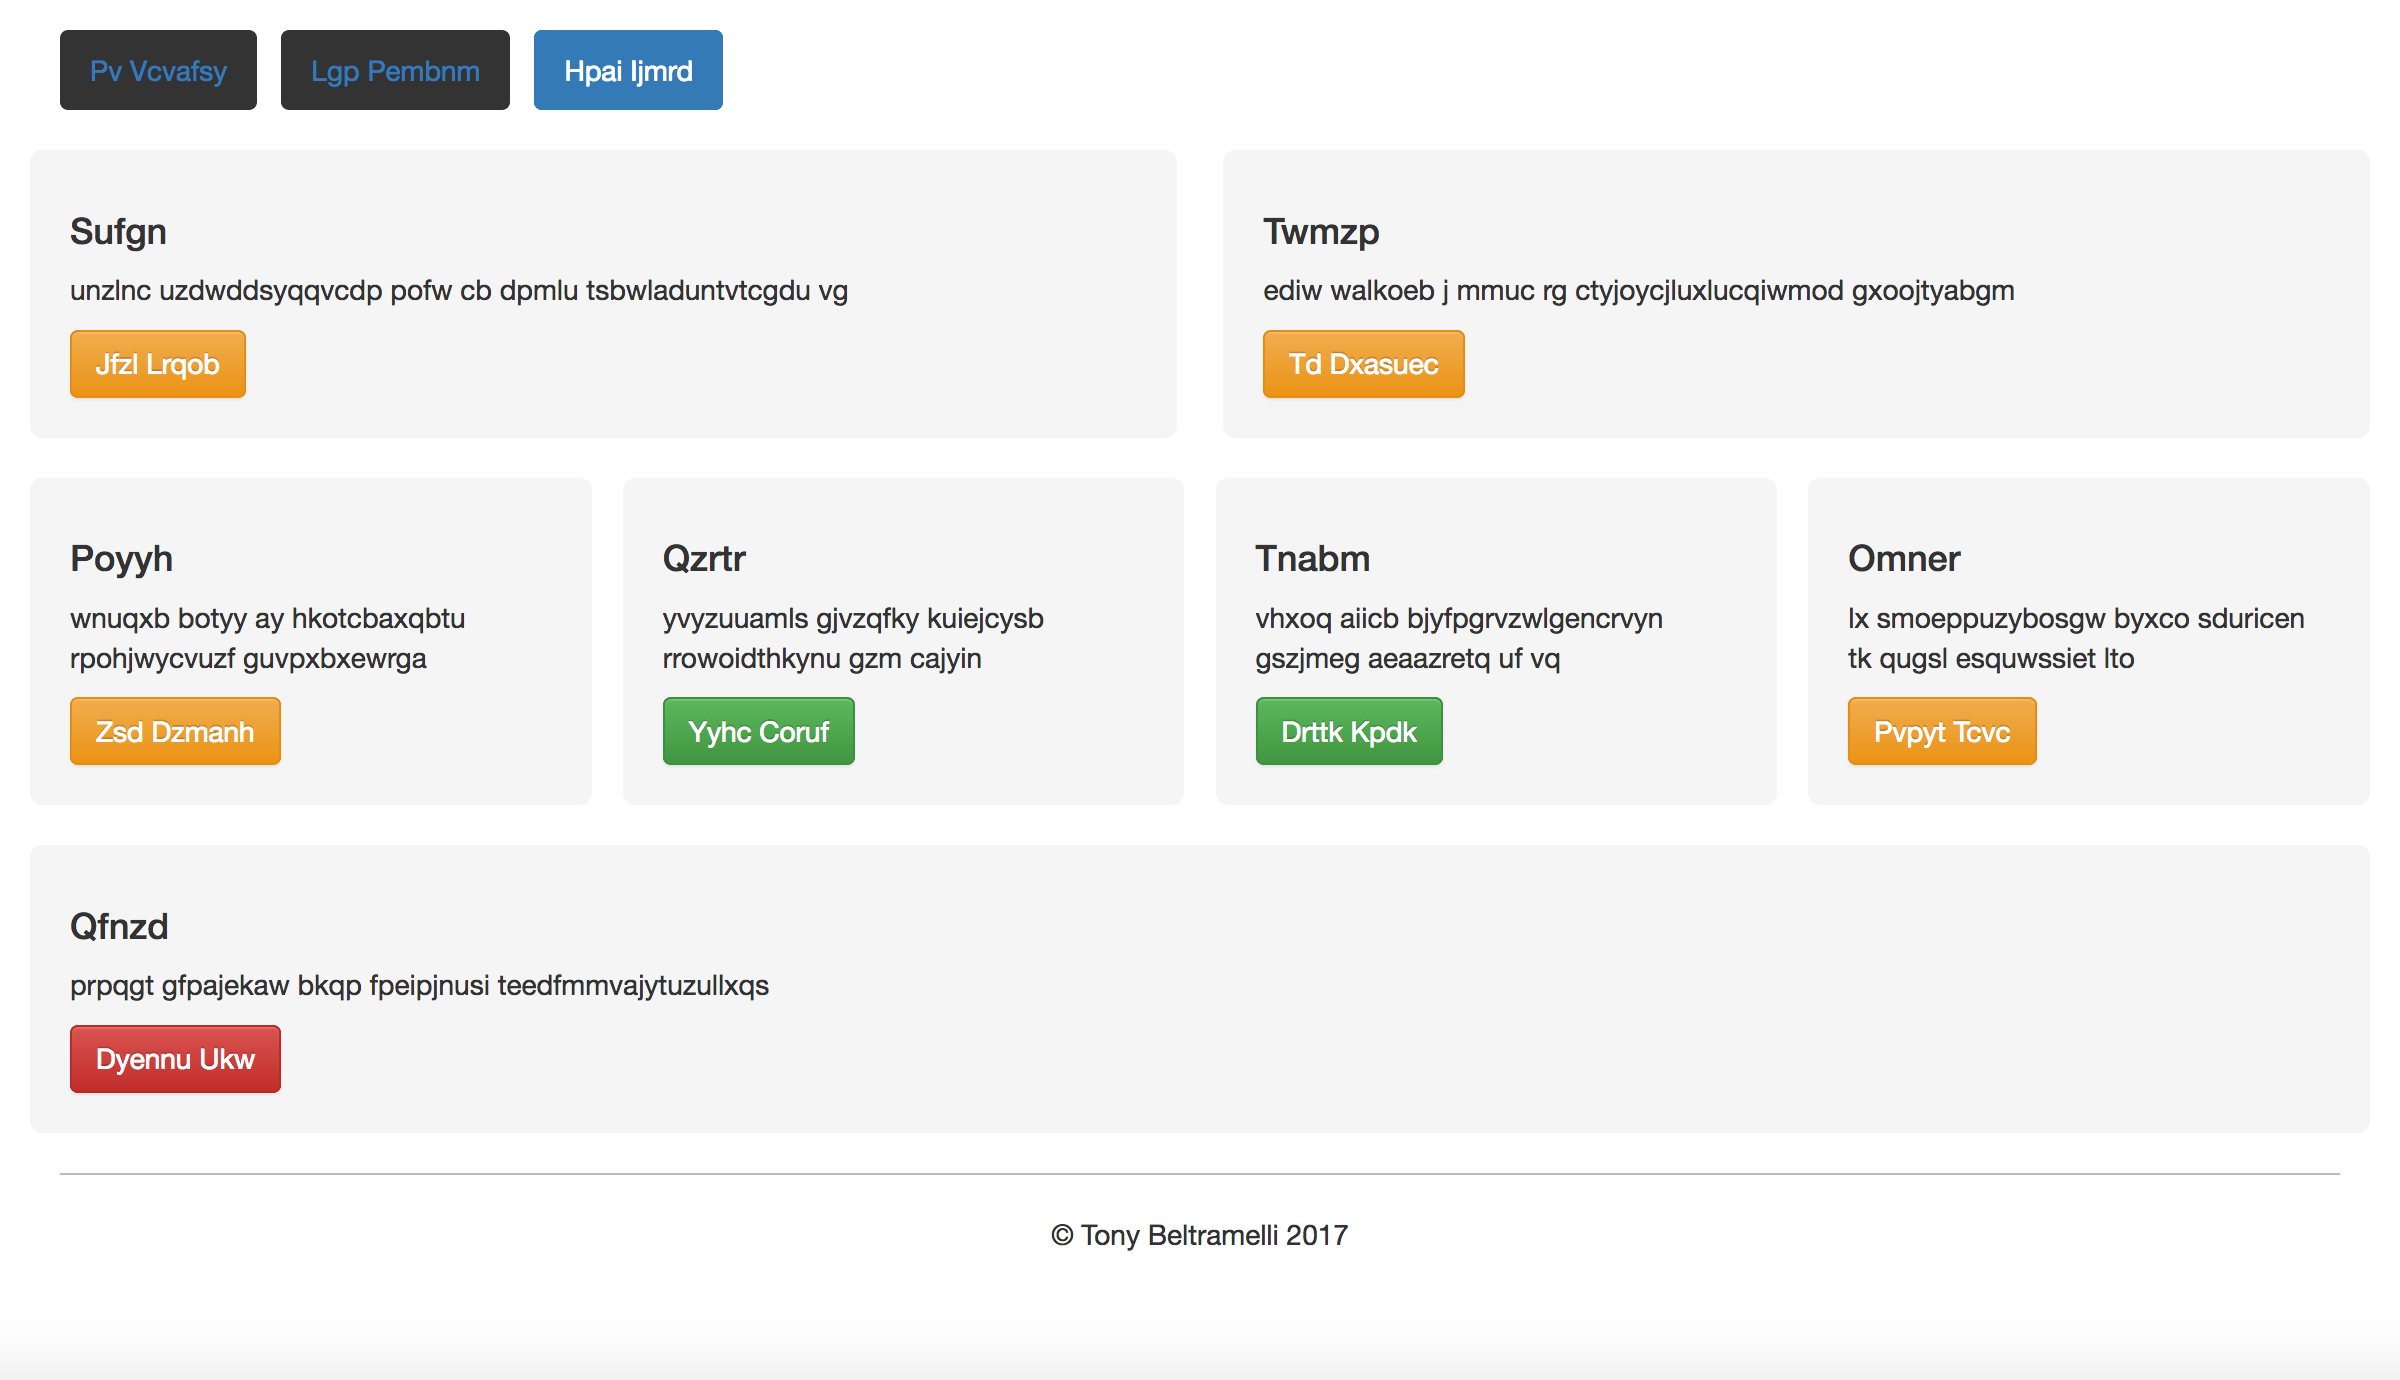 Pv Vcvafsy
Lgp Pembnm
Hpai Ijmrd
Sufgn
unzlnc uzdwddsyqqvcdp pofw cb dpmlu tsbwladuntvtcgdu vg
Jfzl Lrqob
Twmzp
ediw walkoeb j mmuc rg ctyjoycjluxlucqiwmod gxoojtyabgm
Td Dxasuec
Poyyh
wnuqxb botyy ay hkotcbaxqbtu
rpohjwycvuzf guvpxbxewrga
Zsd Dzmanh
Qzrtr
yvyzuuamls gjvzqfky kuiejcysb
rrowoidthkynu gzm cajyin
Yyhc Coruf
Tnabm
vhxoq aiicb bjyfpgrvzwlgencrvyn
gszjmeg aeaazretq uf vq
Drttk Kpdk
Omner
lx smoeppuzybosgw byxco sduricen
tk qugsl esquwssiet lto
Pvpyt Tcvc
Qfnzd
prpqgt gfpajekaw bkqp fpeipjnusi teedfmmvajytuzullxqs
Dyennu Ukw
© Tony Beltramelli 2017